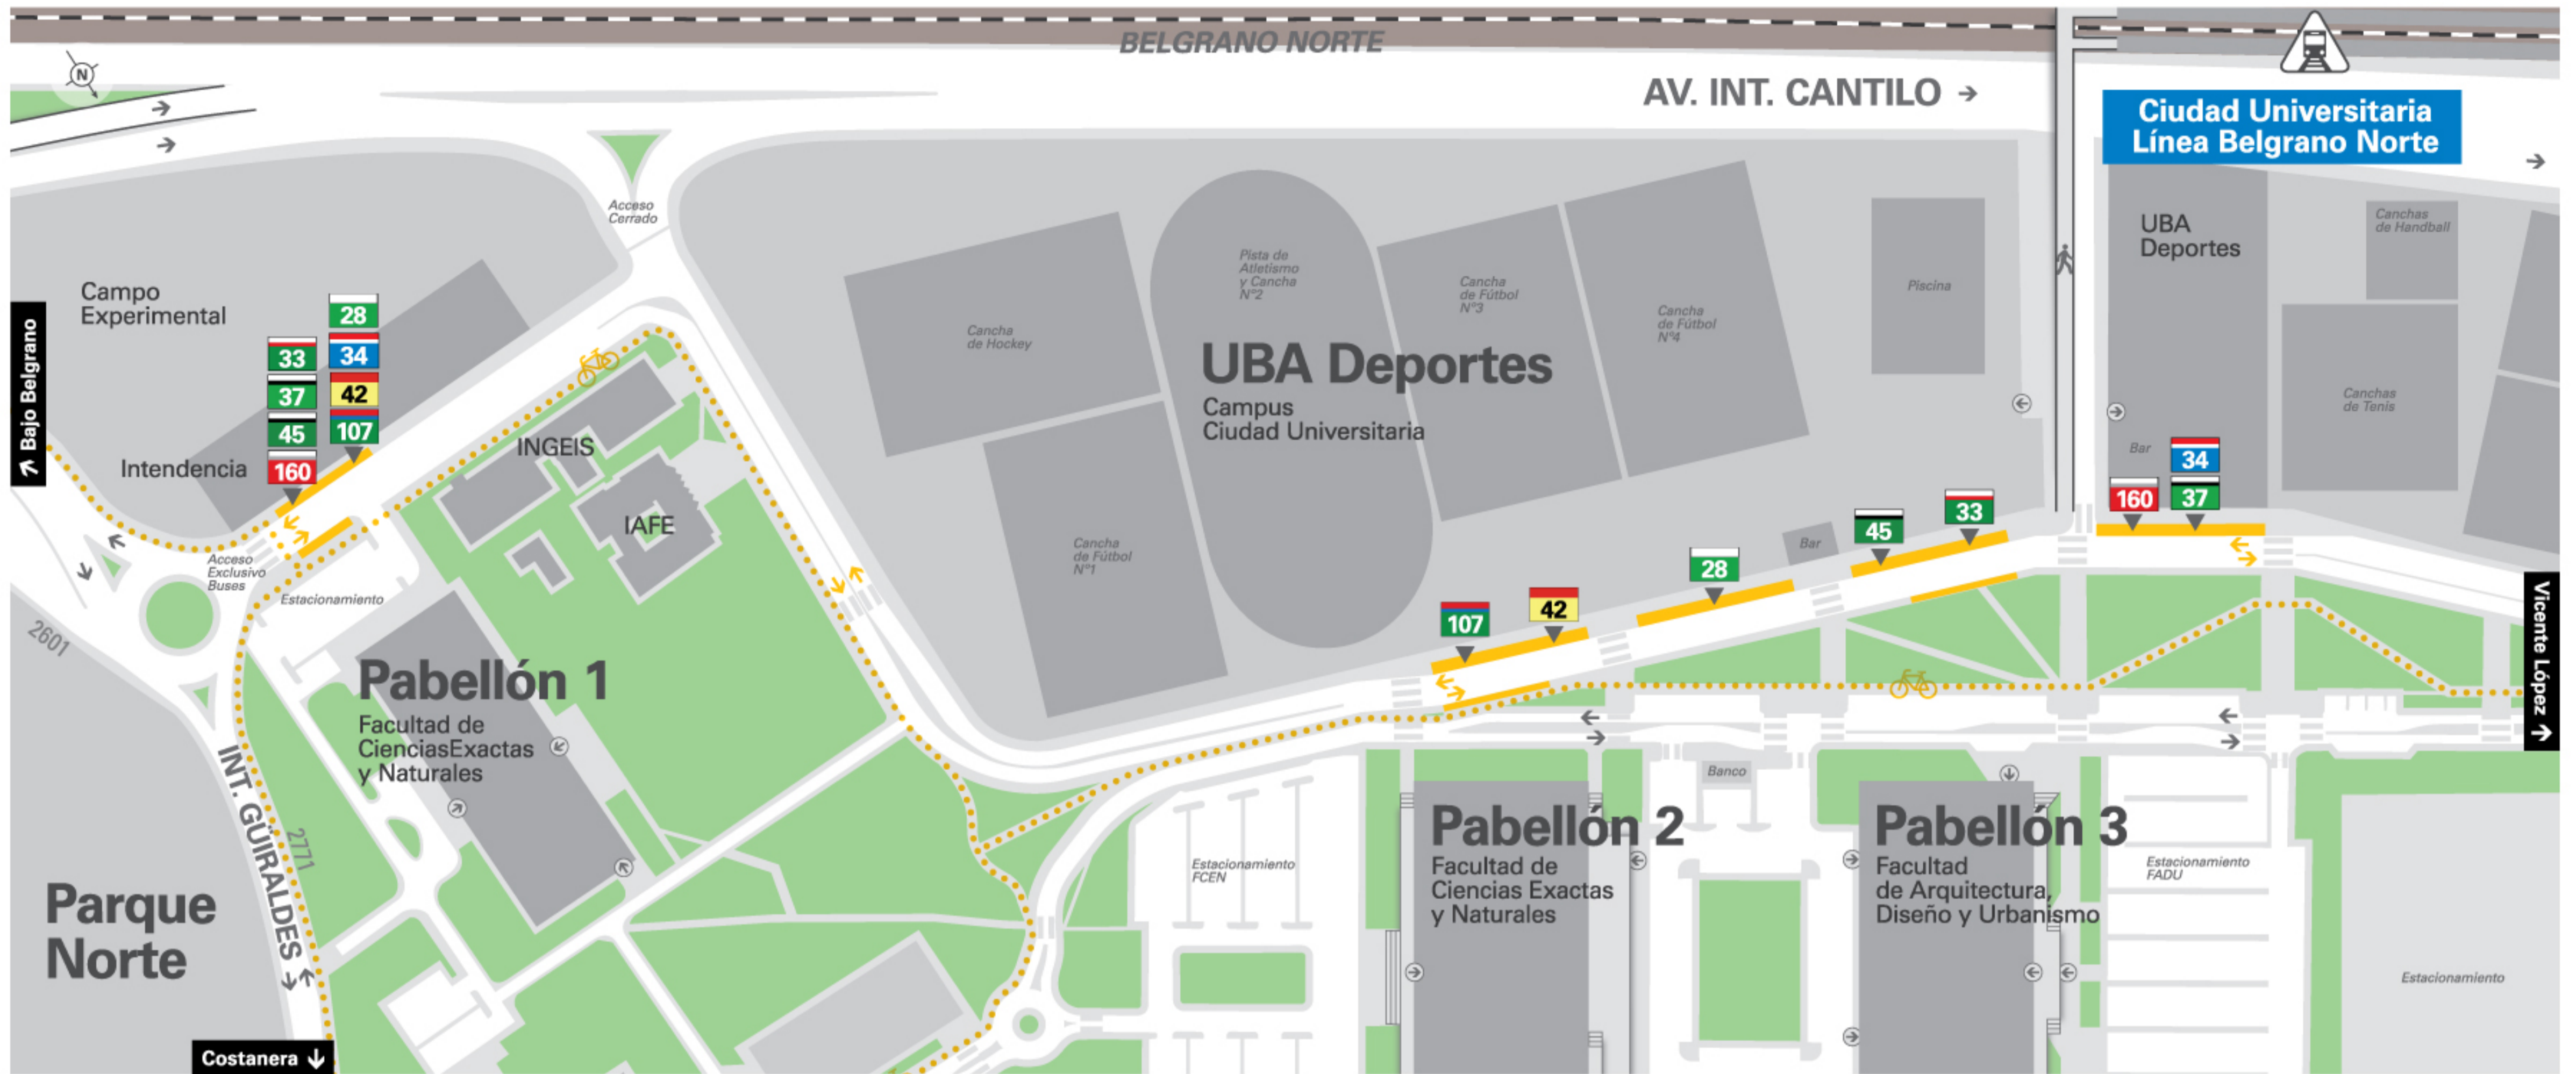 BELGRANO NORTE
N
AV. INT. CANTILO
Ciudad Universitaria
Línea Belgrano Norte
Acceso
Cerrado
UBA
Deportes
Canchas
de Handball
Pista de
Atletismo
y Cancha
Nº2
Cancha
de Fútbol
Nº3
Cancha
de Fútbol
Nº4
Piscina
Campo
Experimental
28
33
34
37
42
45
107
160
Bajo Belgrano
Intendencia
Cancha
de Hockey
UBA Deportes
Campus
Ciudad Universitaria
Canchas
de Tenis
Bar
34
160
37
INGEIS
IAFE
Cancha
de Fútbol
Nº1
Bar
33
45
28
42
107
Acceso
Exclusivo
Buses
Estacionamiento
2601
Vicente López
Pabellón 1
Facultad de
CienciasExactas
y Naturales
INT. GÜIRALDES
2771
Banco
Pabellón 2
Facultad de
Ciencias Exactas
y Naturales
Pabellón 3
Facultad
de Arquitectura,
Diseño y Urbanismo
Estacionamiento
FCEN
Estacionamiento
FADU
Parque
Norte
Estacionamiento
Costanera